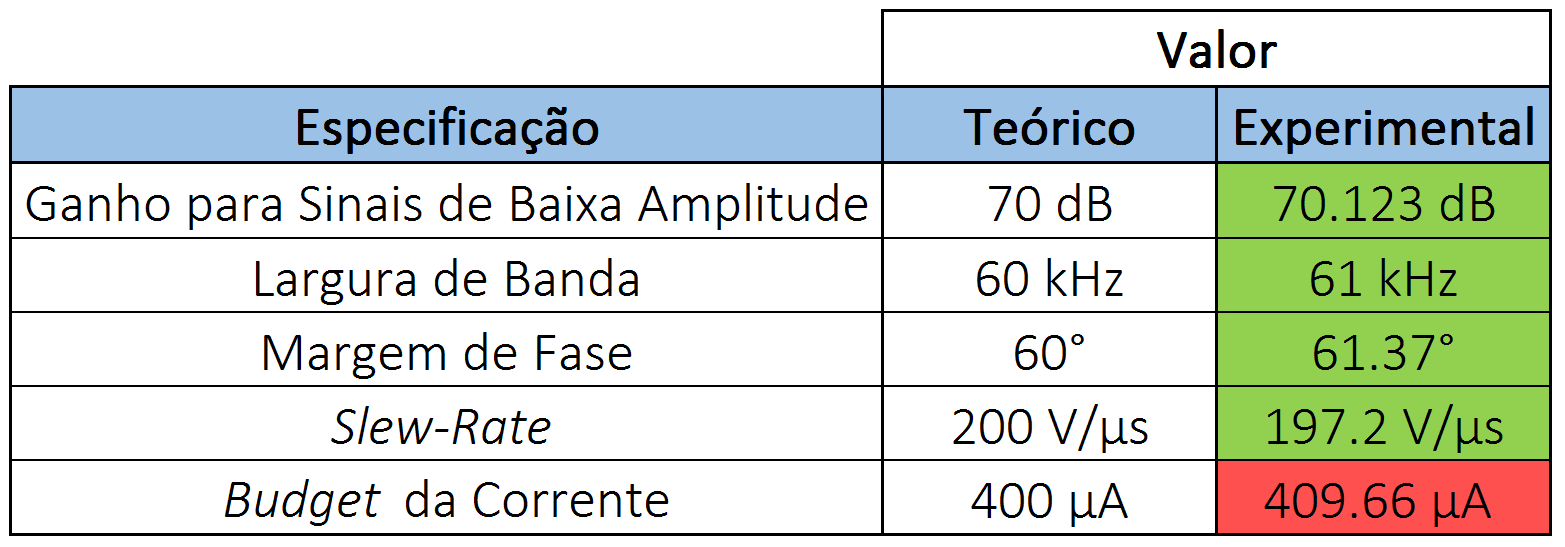 Valor
Especificação Teórico Experimental
Ganho para Sinais de Baixa Amplitude 70 dB 70.123 dB
Largura de Banda 60 kHz 61 kHz
Margem de Fase 60° 61.37°
Slew-Rate 200 V/µs 197.2 V/µs
Budget da Corrente 400 µA 409.66 µA